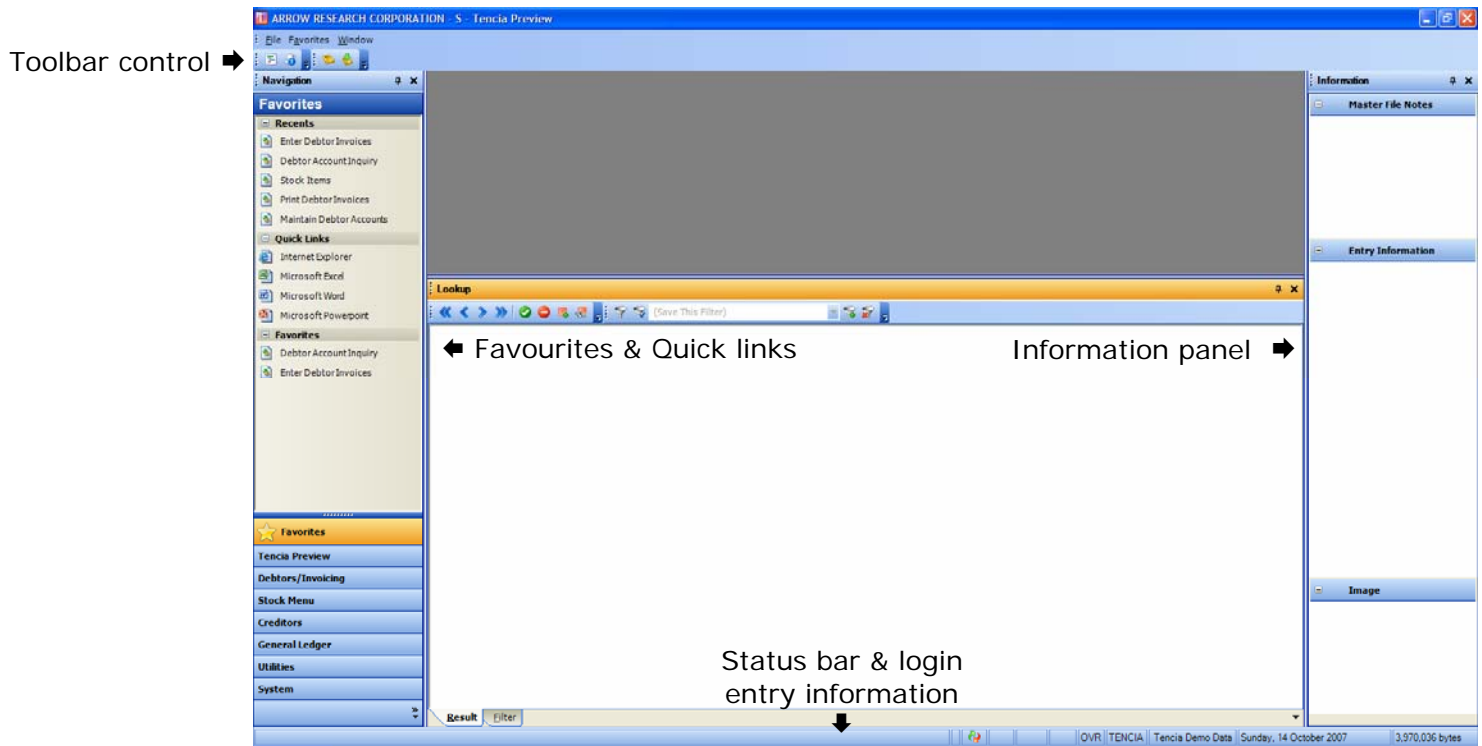 ARROW RESEARCH CORPORATION - S - Tencia Preview
File Favorites Window
Toolbar control
Navigation
Favorites
Recents
Enter Debtor Invoices
Debtor Account Inquiry
Stock Items
Print Debtor Invoices
Maintain Debtor Accounts
Quick Links
Internet Explorer
Microsoft Excel
Microsoft Word
Microsoft Powerpoint
Favorites
Debtor Account Inquiry
Enter Debtor Invoices
Favorites
Tencia Preview
Debtors/Invoicing
Stock Menu
Creditors
General Ledger
Utilities
System
Lookup
(Save This Filter)
Favourites & Quick links
Information panel
Status bar & login
entry information
Result Filter
Information
Master File Notes
Entry Information
Image
OVR TENCIA Tencia Demo Data Sunday, 14 October 2007 3,970,036 bytes